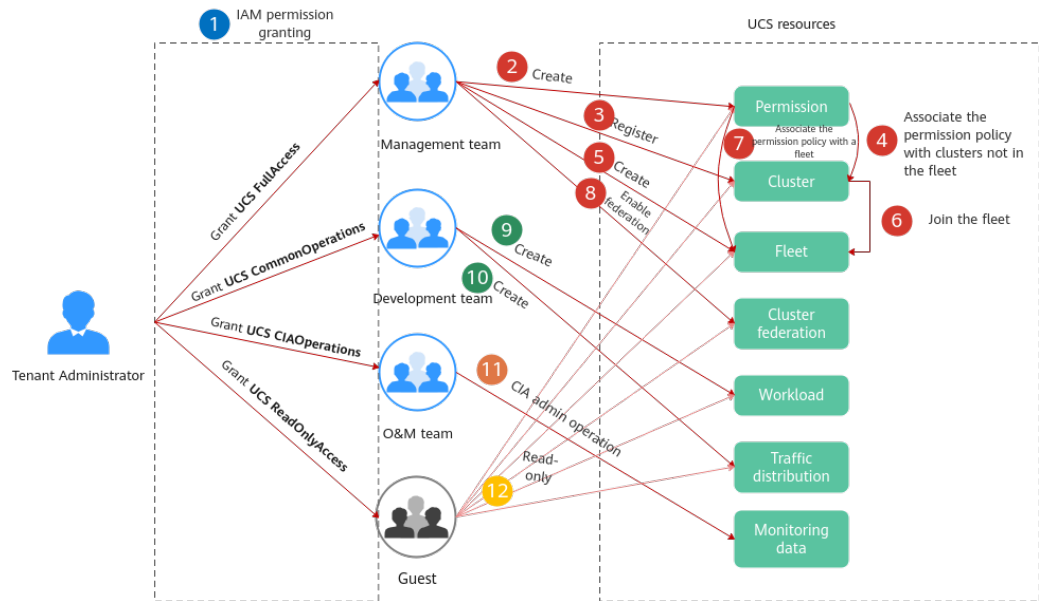 1
IAM permission
granting
UCS resources
2
Create
Permission
3
Register
Associate the
permission policy with a
fleet
7
4
Associate the
permission policy
with clusters not in
the fleet
Management team
5
Create
Cluster
8
Enable
federation
6
Join the fleet
Grant UCS FullAccess
9
Create
Fleet
Grant UCS CommonOperations
10
Create
Development team
Cluster
federation
Grant UCS CIAOperations
Tenant Administrator
11
CIA admin operation
Workload
Grant UCS ReadOnlyAccess
O&M team
Read-
only
Traffic
distribution
12
Monitoring
data
Guest